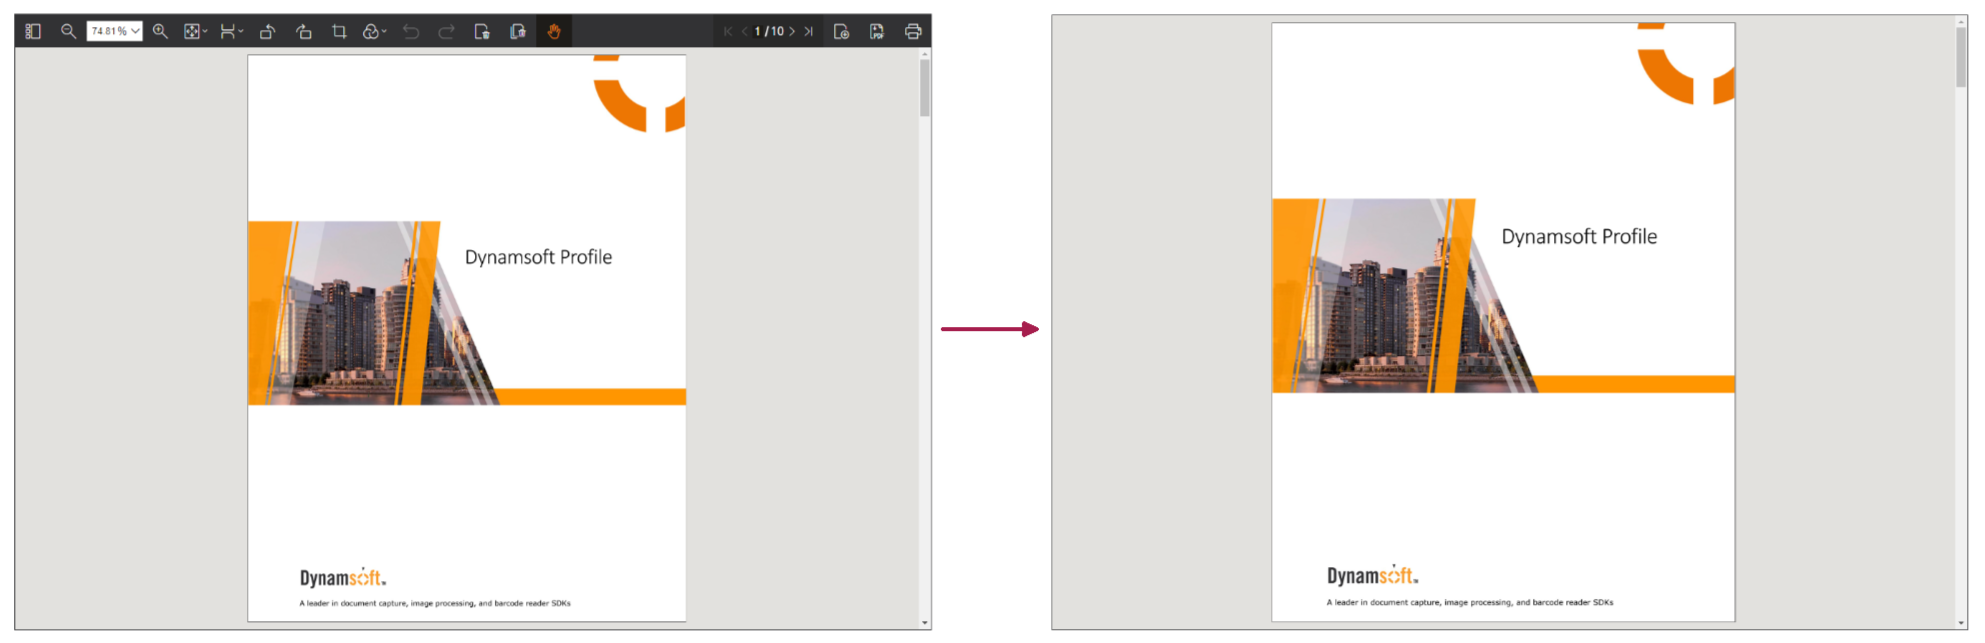 74.81%
1 /10
PDF
Dynamsoft Profile
Dynamsoft
A leader in document capture, image processing, and barcode reader SDKs
Dynamsoft Profile
Dynamsoft
A leader in document capture, image processing, and barcode reader SDKs